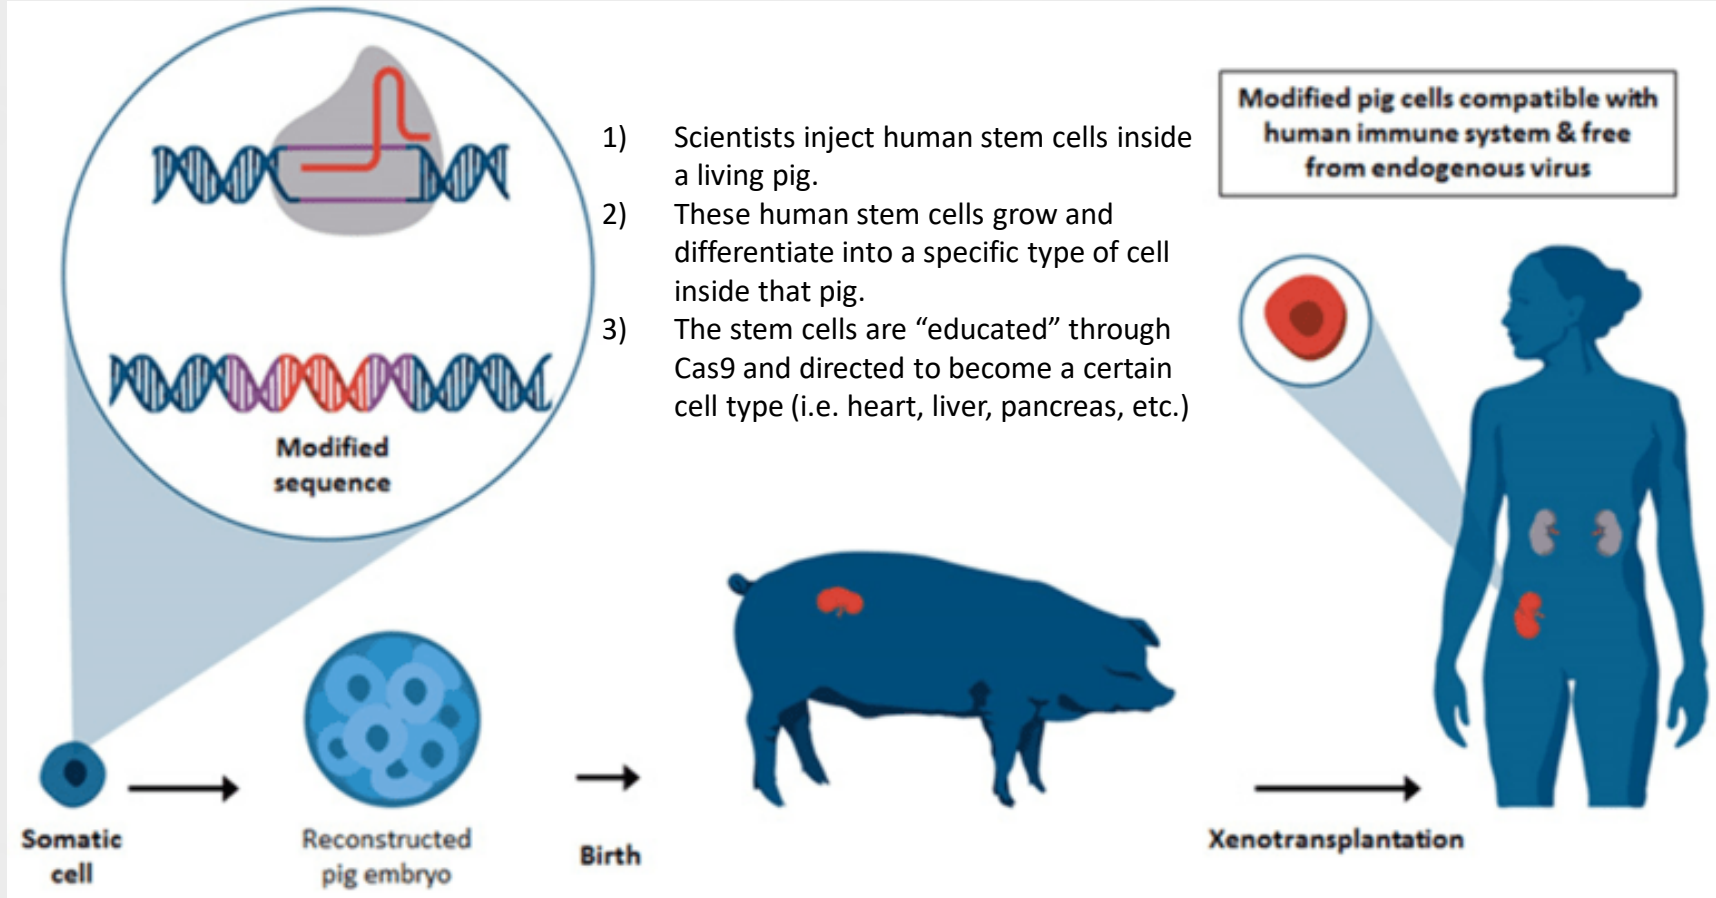 1) Scientists inject human stem cells inside
a living pig.
2) These human stem cells grow and
differentiate into a specific type of cell
inside that pig.
3) The stem cells are “educated” through
Cas9 and directed to become a certain
cell type (i.e. heart, liver, pancreas, etc.)
Modified pig cells compatible with
human immune system & free
from endogenous virus
Modified
sequence
Somatic
cell
Reconstructed
pig embryo
Birth
Xenotransplantation